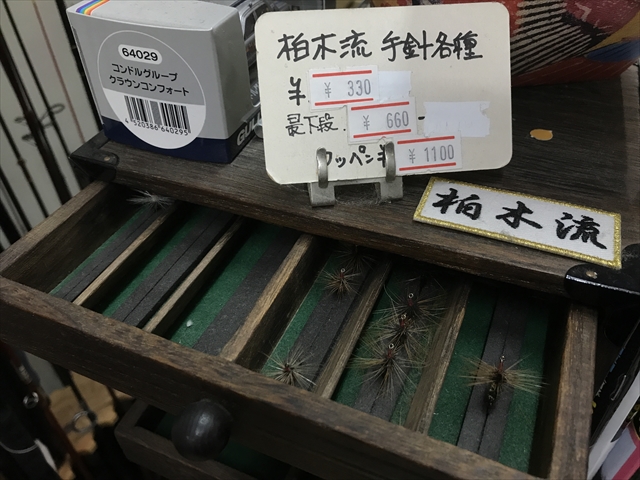 64029
コンドルグループ
クラウンコンフォート
4520386640295
柏木流 手針各種
¥ ¥ 330
最下段 ¥ 660
ワッペン ¥ 1100
柏木流